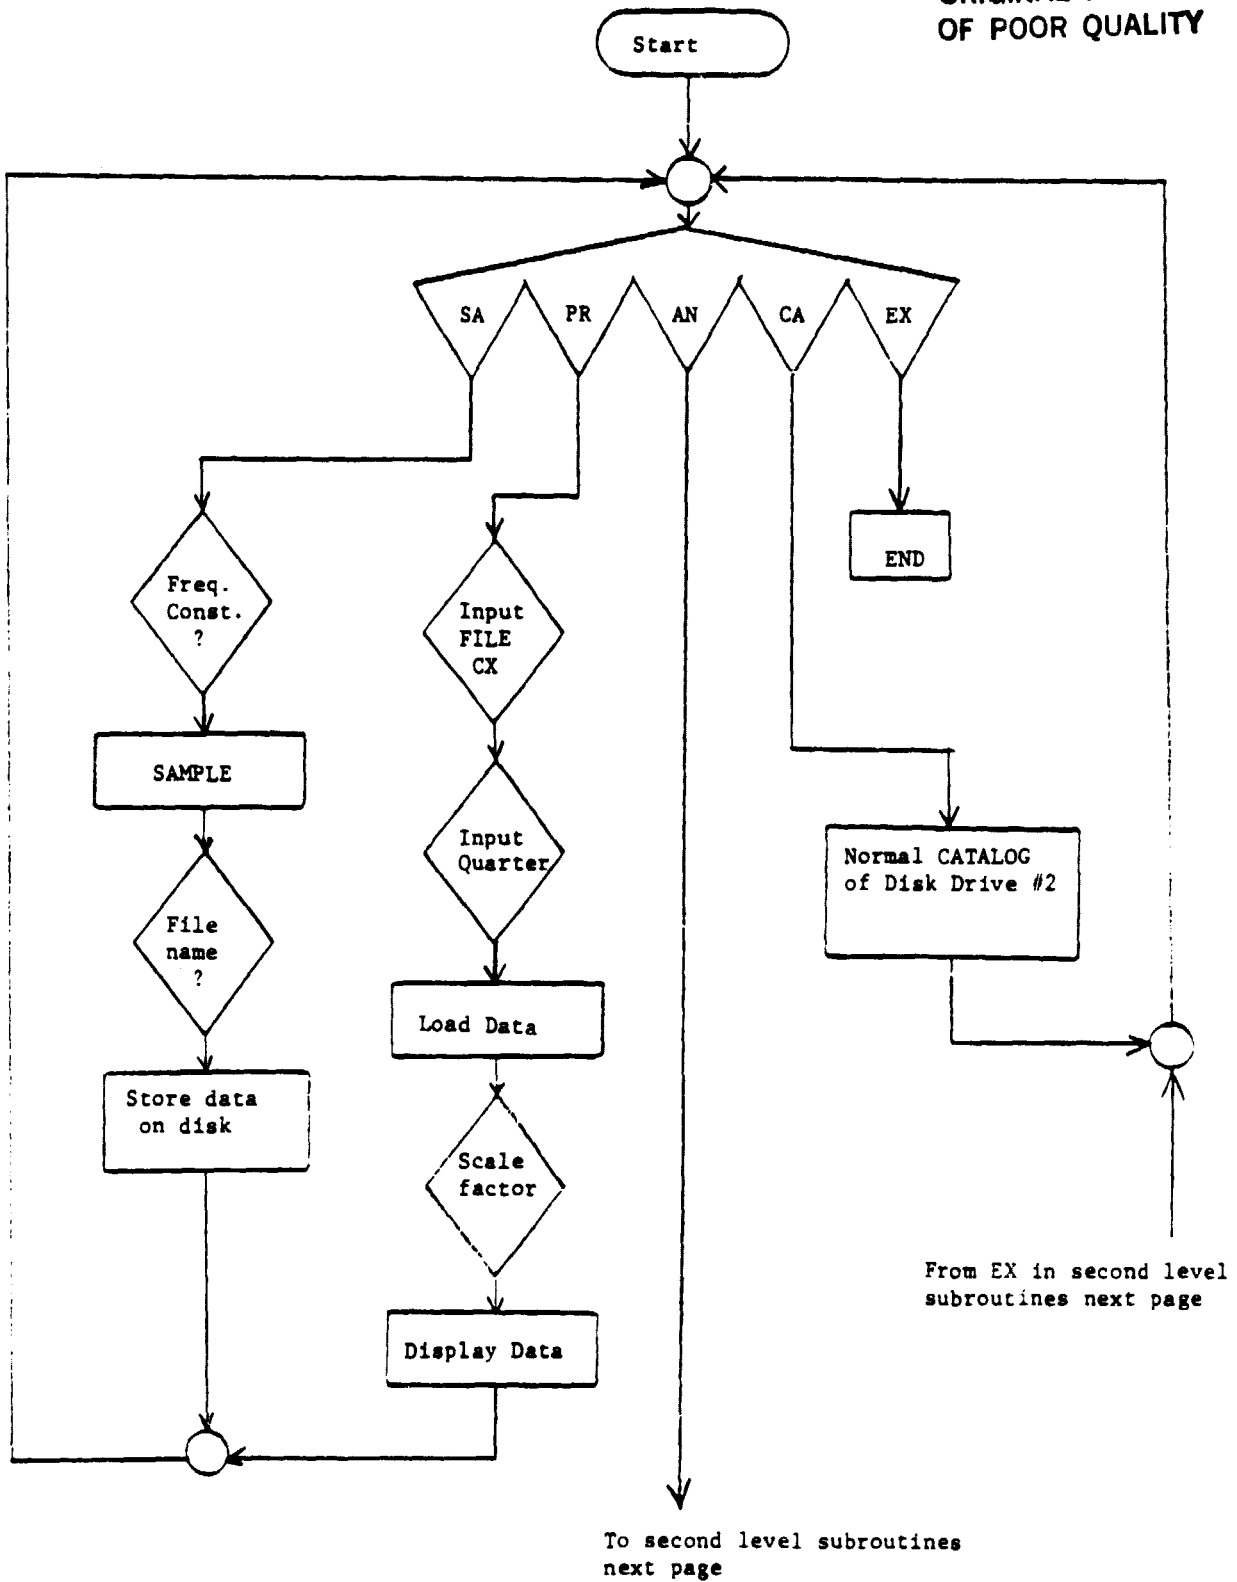 OF POOR QUALITY
Start
SA
PR
AN
CA
EX
Freq.
Const.
?
SAMPLE
File
name
?
Store data
on disk
Input
FILE
CX
Input
Quarter
Load Data
Scale
factor
Display Data
END
Normal CATALOG
of Disk Drive #2
From EX in second level
subroutines next page
To second level subroutines
next page